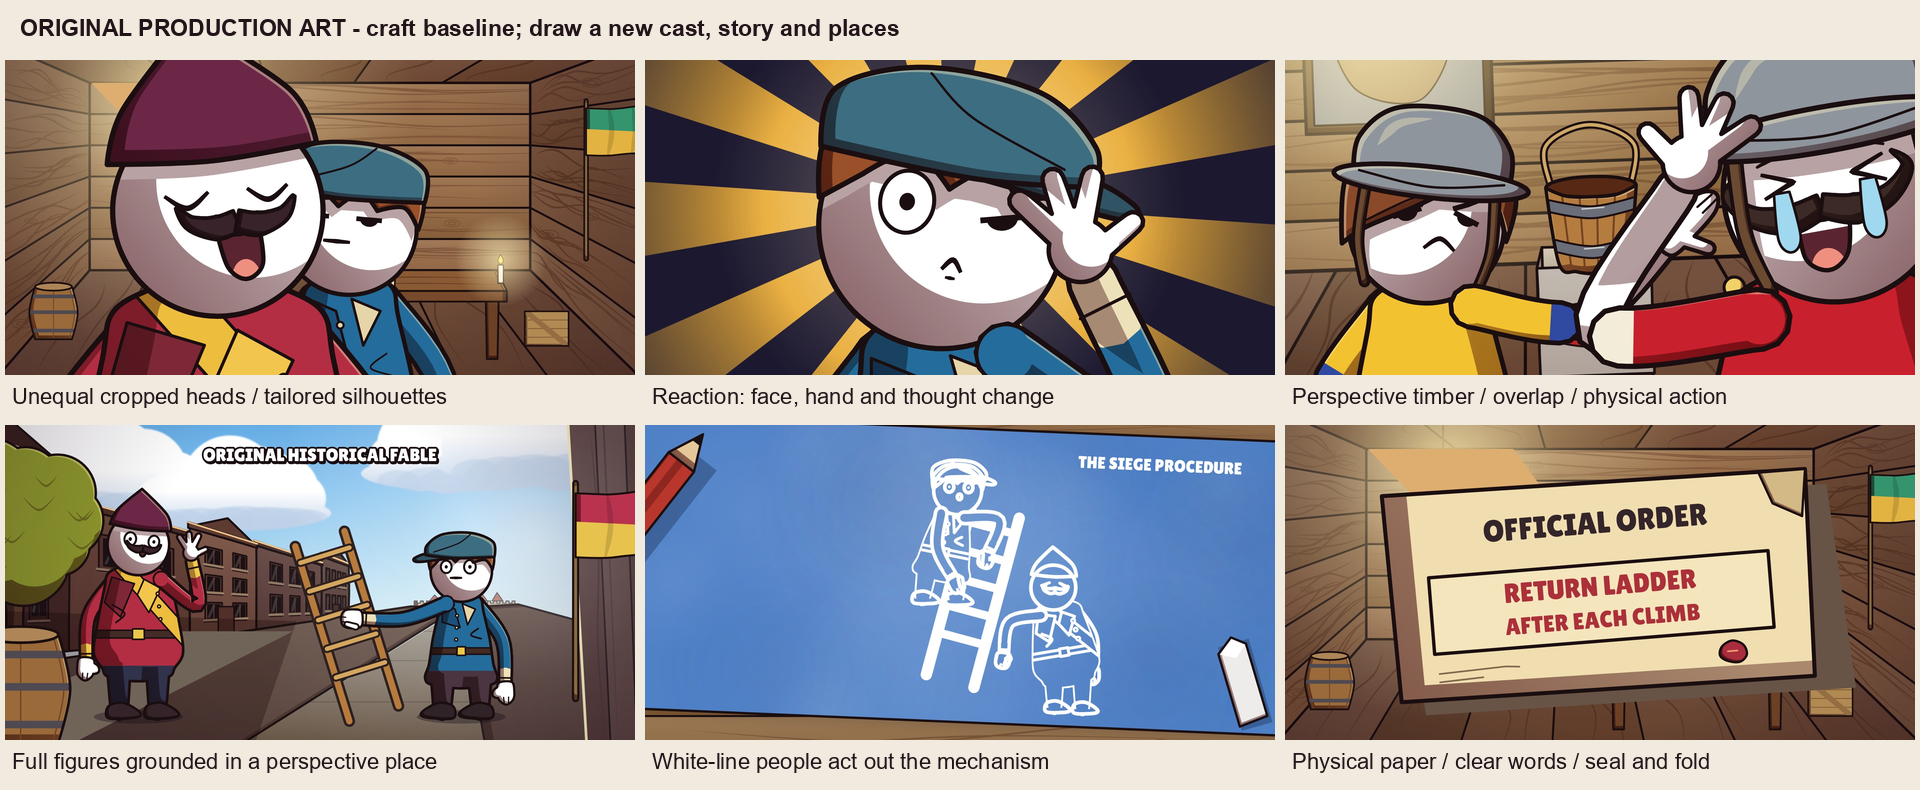 ORIGINAL PRODUCTION ART - craft baseline; draw a new cast, story and places
Unequal cropped heads / tailored silhouettes
Reaction: face, hand and thought change
Perspective timber / overlap / physical action
ORIGINAL HISTORICAL FABLE
THE SIEGE PROCEDURE
OFFICIAL ORDER
RETURN LADDER
AFTER EACH CLIMB
Full figures grounded in a perspective place
White-line people act out the mechanism
Physical paper / clear words / seal and fold